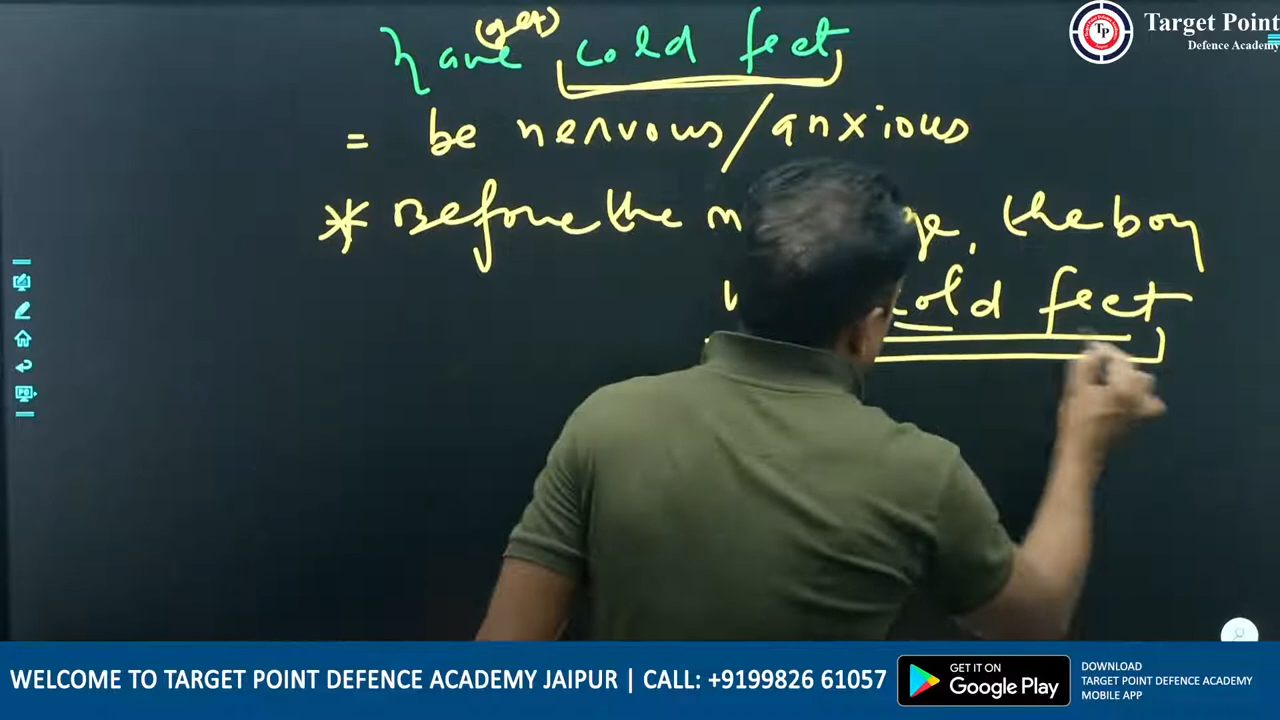 Target Point
Defence Academy
TP
(get)
have cold feet
= be nervous/anxious
* Before the , the boy
cold feet
WELCOME TO TARGET POINT DEFENCE ACADEMY JAIPUR | CALL: +9199826 61057
GET IT ON
Google Play
DOWNLOAD
TARGET POINT DEFENCE ACADEMY
MOBILE APP